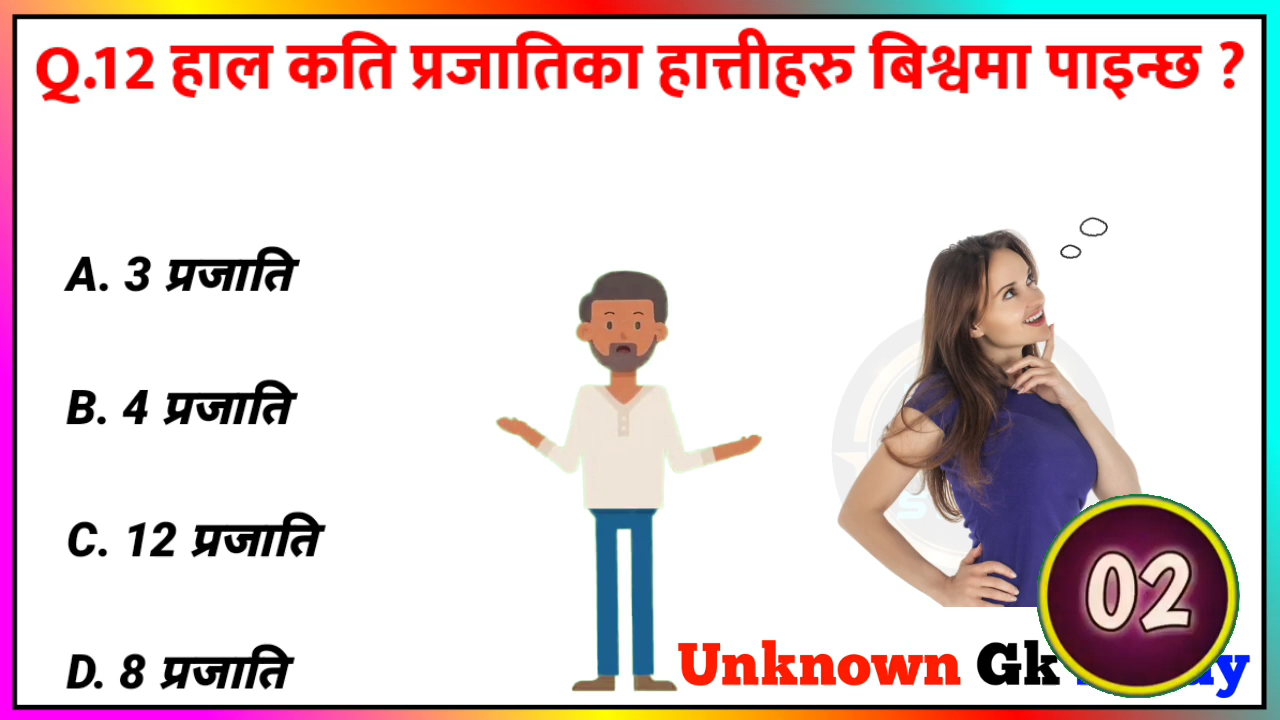 Q.12 हाल कति प्रजातिका हात्तीहरु बिश्वमा पाइन्छ ?
A. 3 प्रजाति
B. 4 प्रजाति
C. 12 प्रजाति
D. 8 प्रजाति
02
Unknown Gk